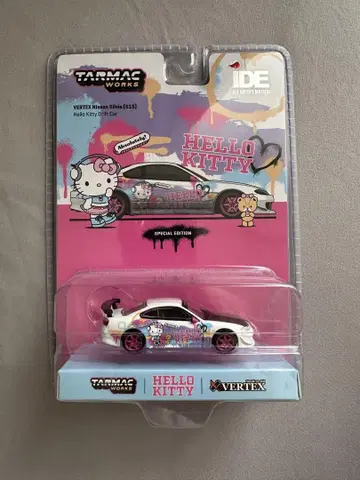 TARMAC
WORKS
IDE
VERTEX Nissan Silvia (S15)
Hello Kitty Drift Car
Absolutely!
HELLO
KITTY
SPECIAL EDITION
TARMAC
WORKS
HELLO
KITTY
VERTEX